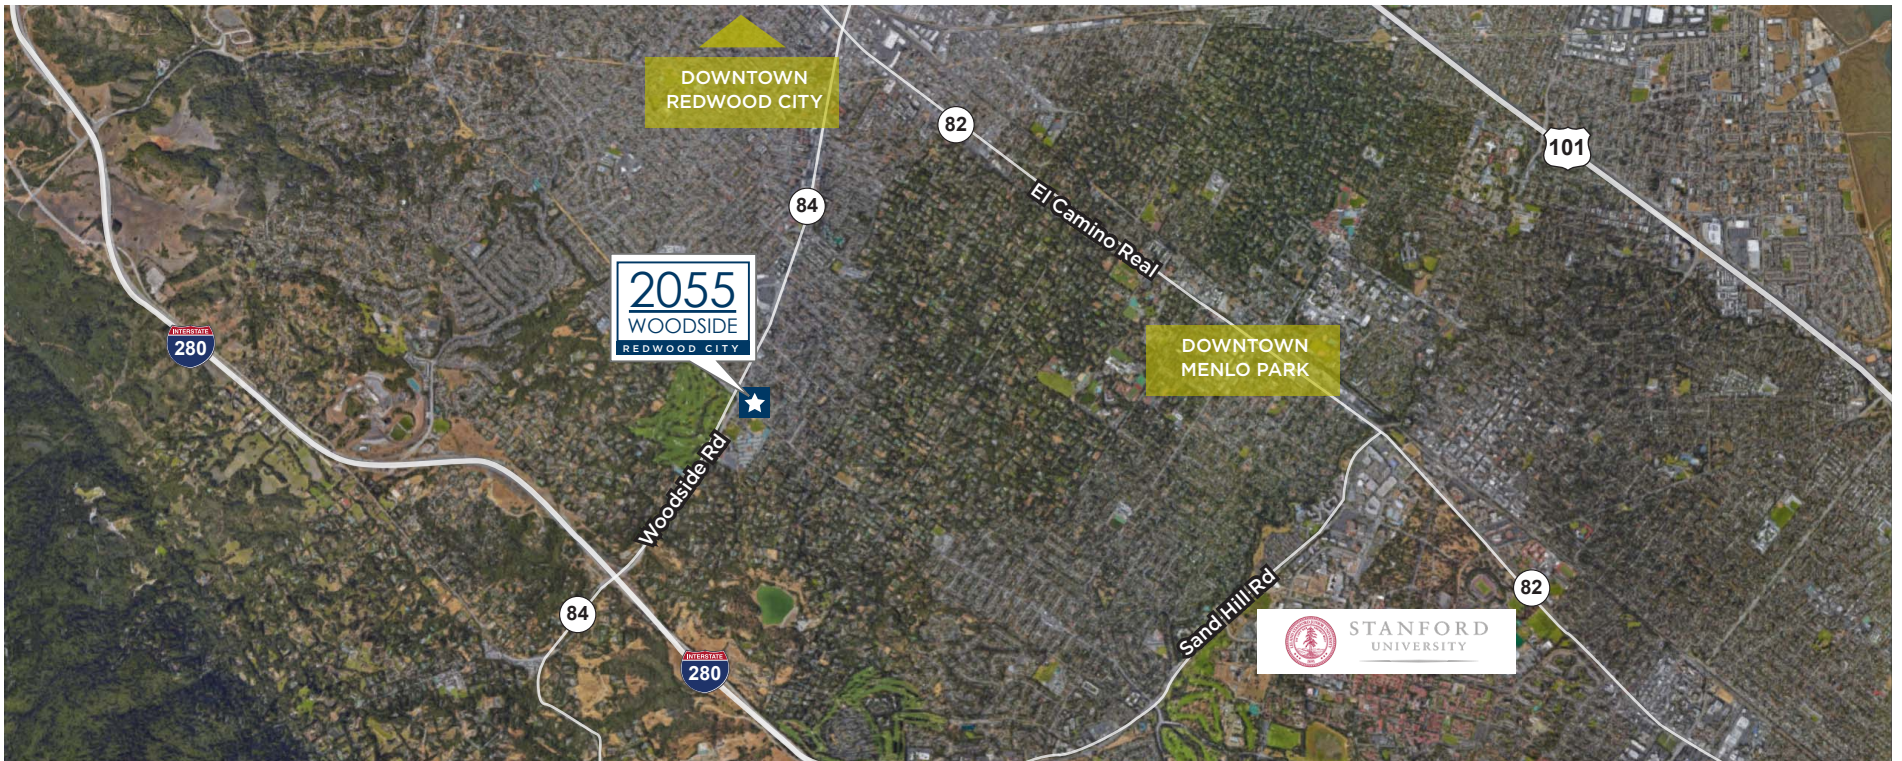 DOWNTOWN
REDWOOD CITY
82
101
El Camino Real
84
2055
WOODSIDE
REDWOOD CITY
INTERSTATE
280
DOWNTOWN
MENLO PARK
Woodside Rd
84
Sand Hill Rd
82
STANFORD
UNIVERSITY
INTERSTATE
280